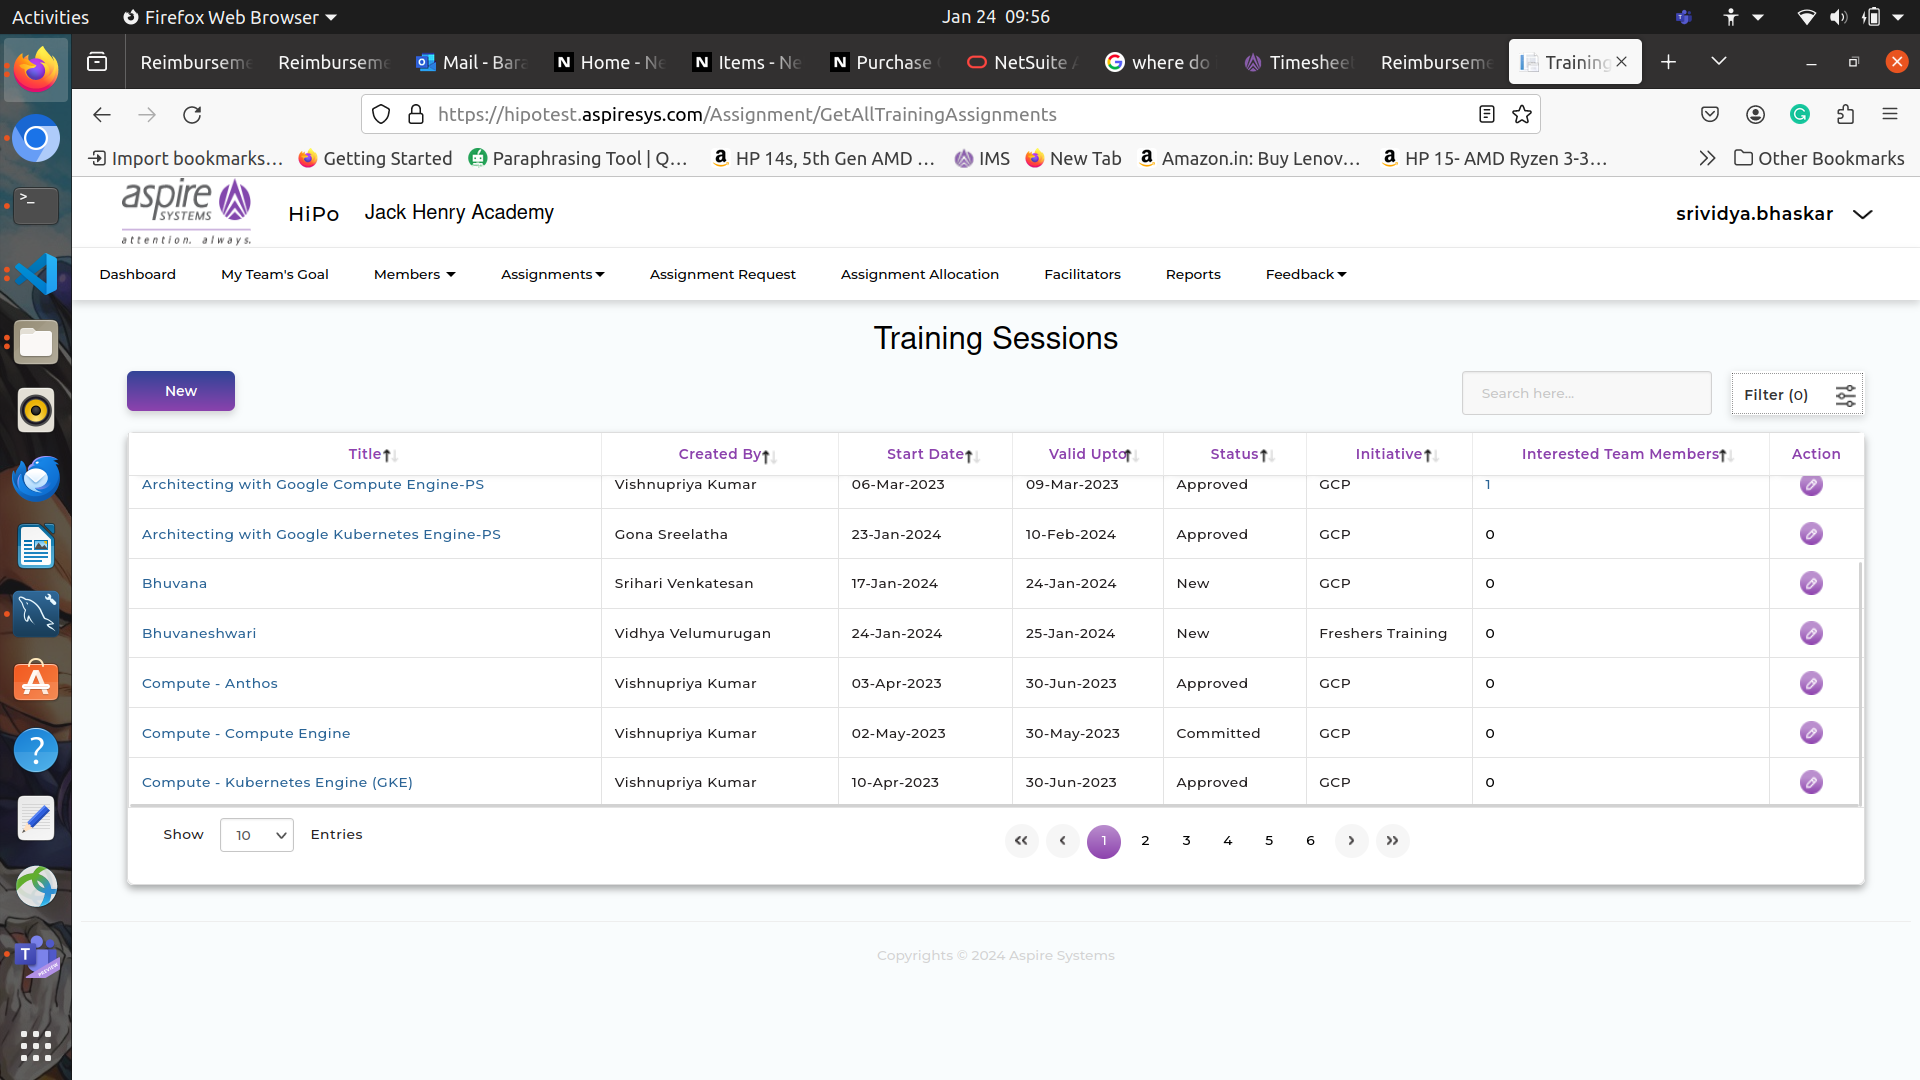 Activities Firefox Web Browser Jan 24 09:56
Reimburseme Reimburseme Mail - Bara Home - Ne Items - Ne Purchase NetSuite A where do Timesheet Reimburseme Training
https://hipotest.aspiresys.com/Assignment/GetAllTrainingAssignments
Import bookmarks... Getting Started Paraphrasing Tool | Q... HP 14s, 5th Gen AMD ... IMS New Tab Amazon.in: Buy Lenov... HP 15- AMD Ryzen 3-3... Other Bookmarks
aspire
SYSTEMS
attention. always.
HiPo Jack Henry Academy srividya.bhaskar
Dashboard My Team's Goal Members Assignments Assignment Request Assignment Allocation Facilitators Reports Feedback
Training Sessions
New Search here... Filter (0)
Title Created By Start Date Valid Upto Status Initiative Interested Team Members Action
Architecting with Google Compute Engine-PS Vishnupriya Kumar 06-Mar-2023 09-Mar-2023 Approved GCP 1
Architecting with Google Kubernetes Engine-PS Gona Sreelatha 23-Jan-2024 10-Feb-2024 Approved GCP 0
Bhuvana Srihari Venkatesan 17-Jan-2024 24-Jan-2024 New GCP 0
Bhuvaneshwari Vidhya Velumurugan 24-Jan-2024 25-Jan-2024 New Freshers Training 0
Compute - Anthos Vishnupriya Kumar 03-Apr-2023 30-Jun-2023 Approved GCP 0
Compute - Compute Engine Vishnupriya Kumar 02-May-2023 30-May-2023 Committed GCP 0
Compute - Kubernetes Engine (GKE) Vishnupriya Kumar 10-Apr-2023 30-Jun-2023 Approved GCP 0
Show 10 Entries « ‹ 1 2 3 4 5 6 › »
Copyrights © 2024 Aspire Systems